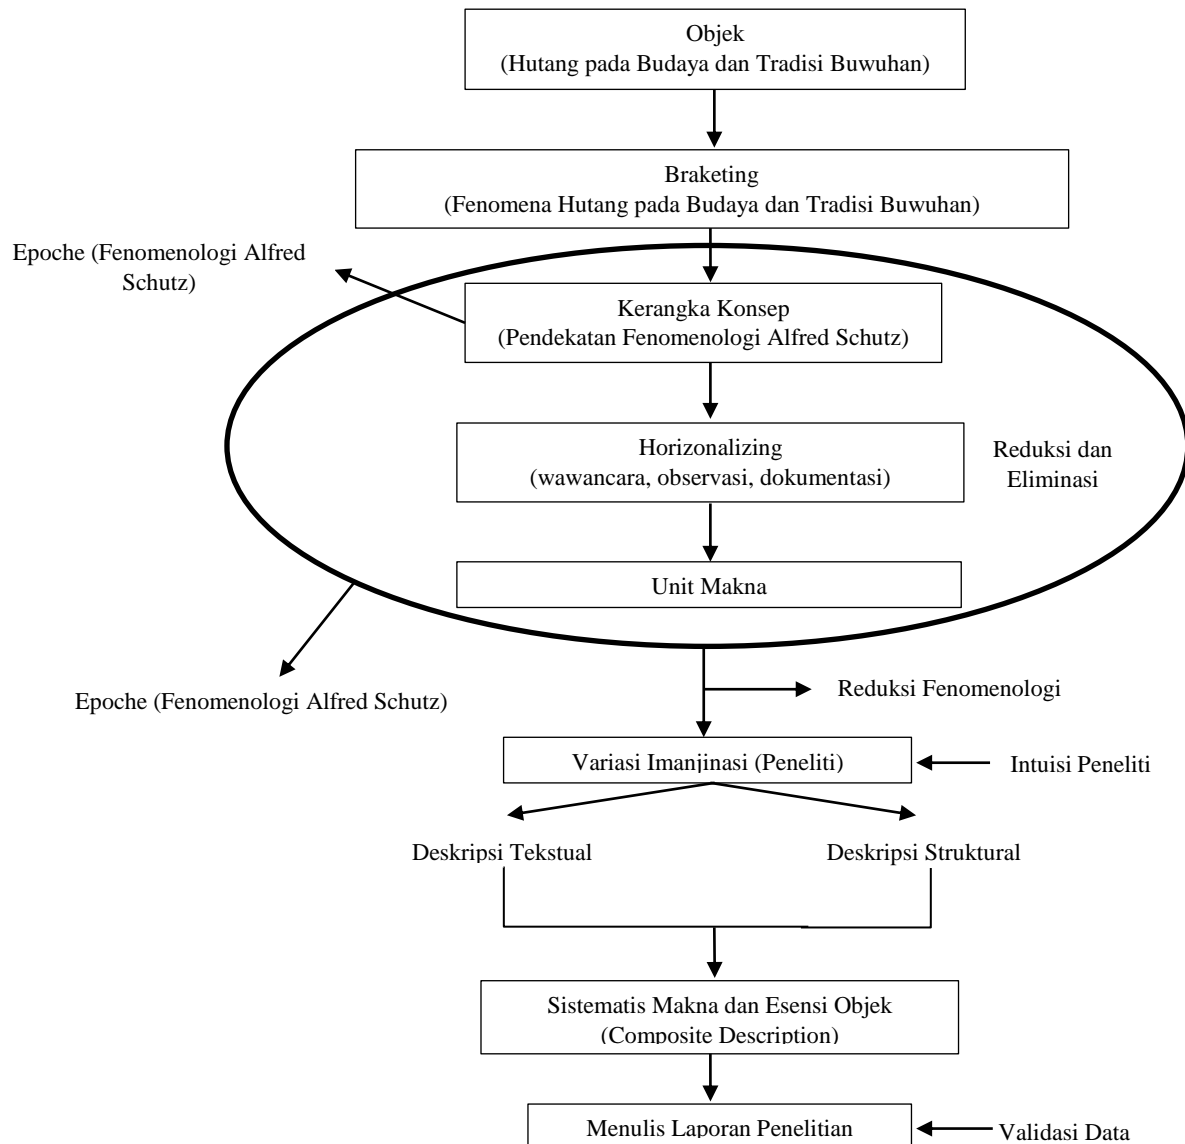 Objek
(Hutang pada Budaya dan Tradisi Buwuhan)
Braketing
(Fenomena Hutang pada Budaya dan Tradisi Buwuhan)
Epoche (Fenomenologi Alfred
Schutz)
Kerangka Konsep
(Pendekatan Fenomenologi Alfred Schutz)
Horizonalizing
(wawancara, observasi, dokumentasi)
Reduksi dan
Eliminasi
Unit Makna
Epoche (Fenomenologi Alfred Schutz)
Reduksi Fenomenologi
Variasi Imanjinasi (Peneliti)
Intuisi Peneliti
Deskripsi Tekstual
Deskripsi Struktural
Sistematis Makna dan Esensi Objek
(Composite Description)
Menulis Laporan Penelitian
Validasi Data